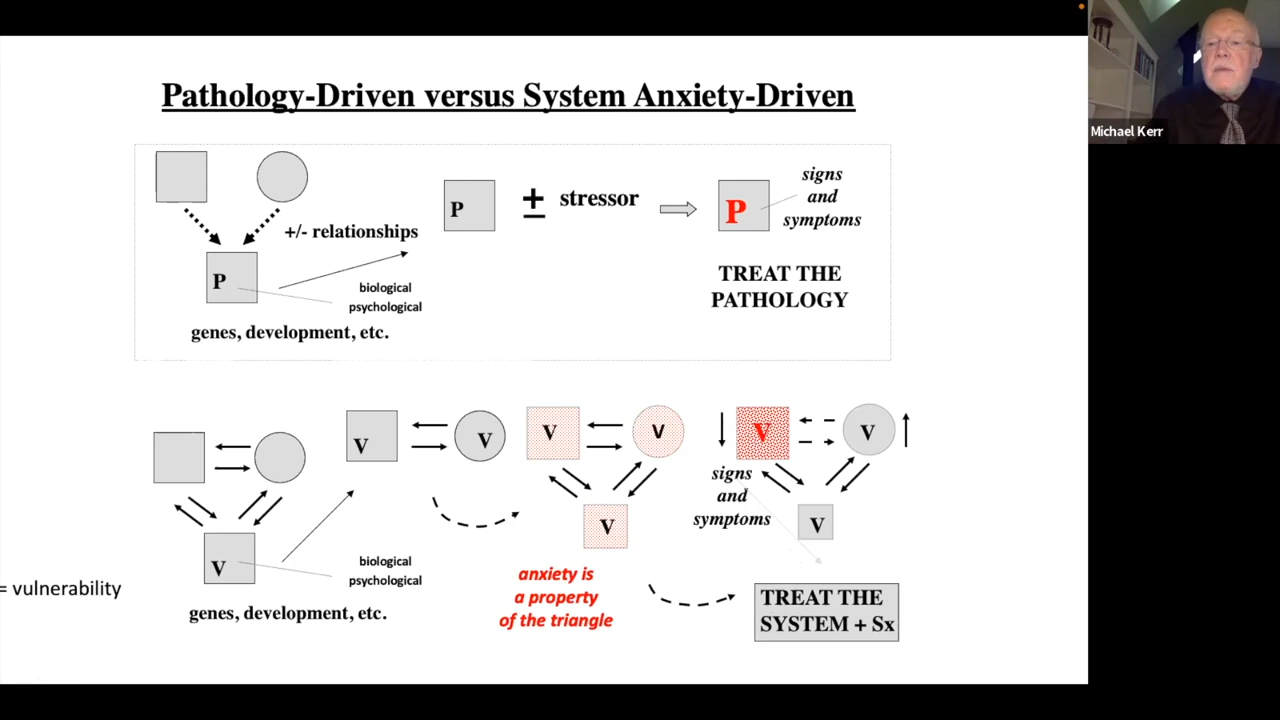 Pathology-Driven versus System Anxiety-Driven
Michael Kerr
P
± stressor
P
signs
and
symptoms
+/- relationships
P
biological
psychological
genes, development, etc.
TREAT THE
PATHOLOGY
V
V
V
V
V
V
signs
and
symptoms
V
V
V
biological
psychological
= vulnerability
genes, development, etc.
anxiety is
a property
of the triangle
TREAT THE
SYSTEM + Sx